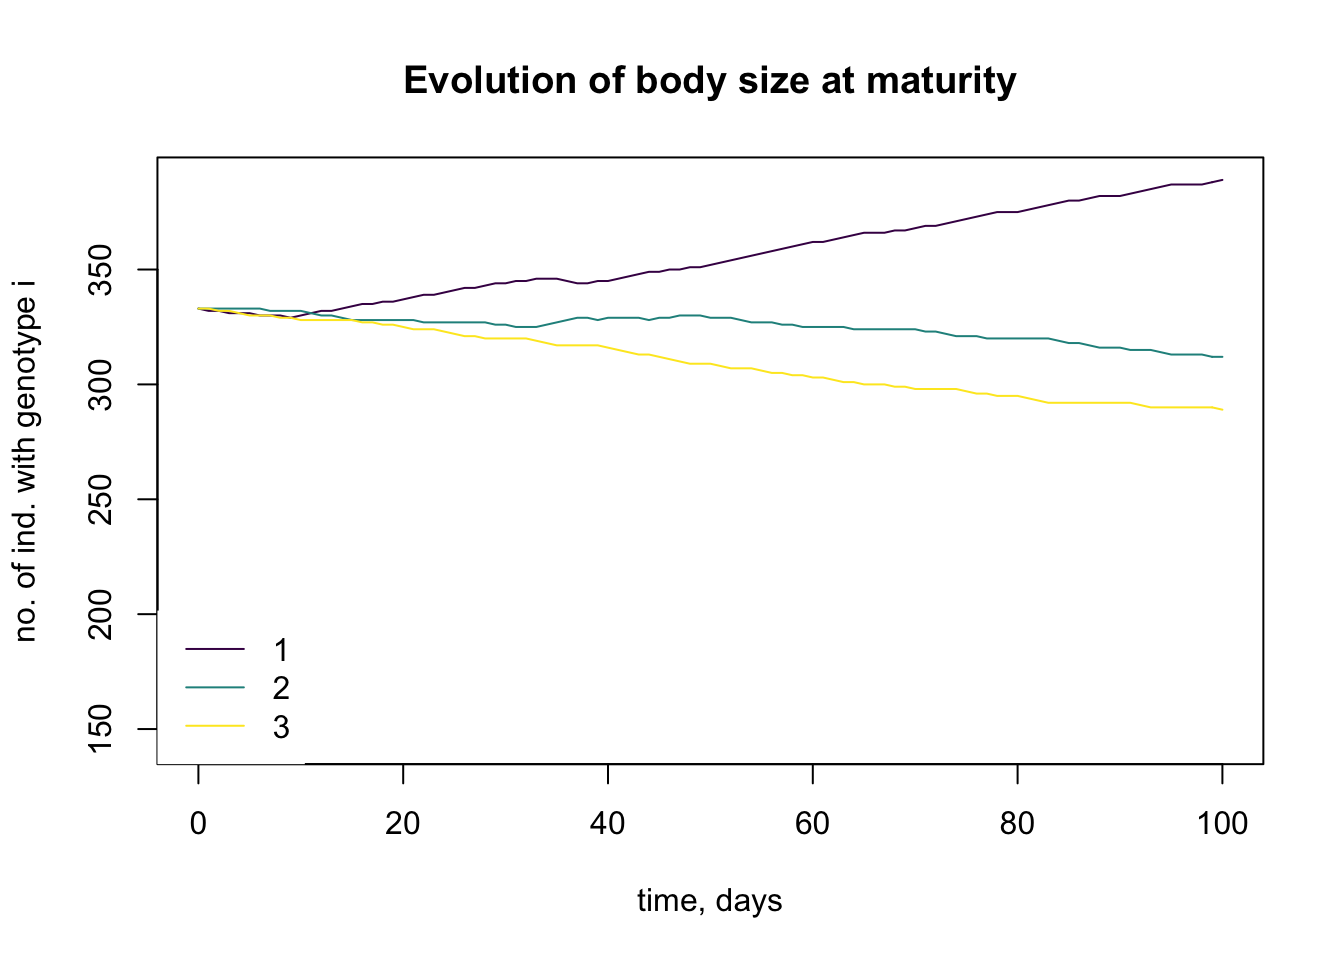 Evolution of body size at maturity
no. of ind. with genotype i
350
300
250
200
150
1
2
3
0 20 40 60 80 100
time, days